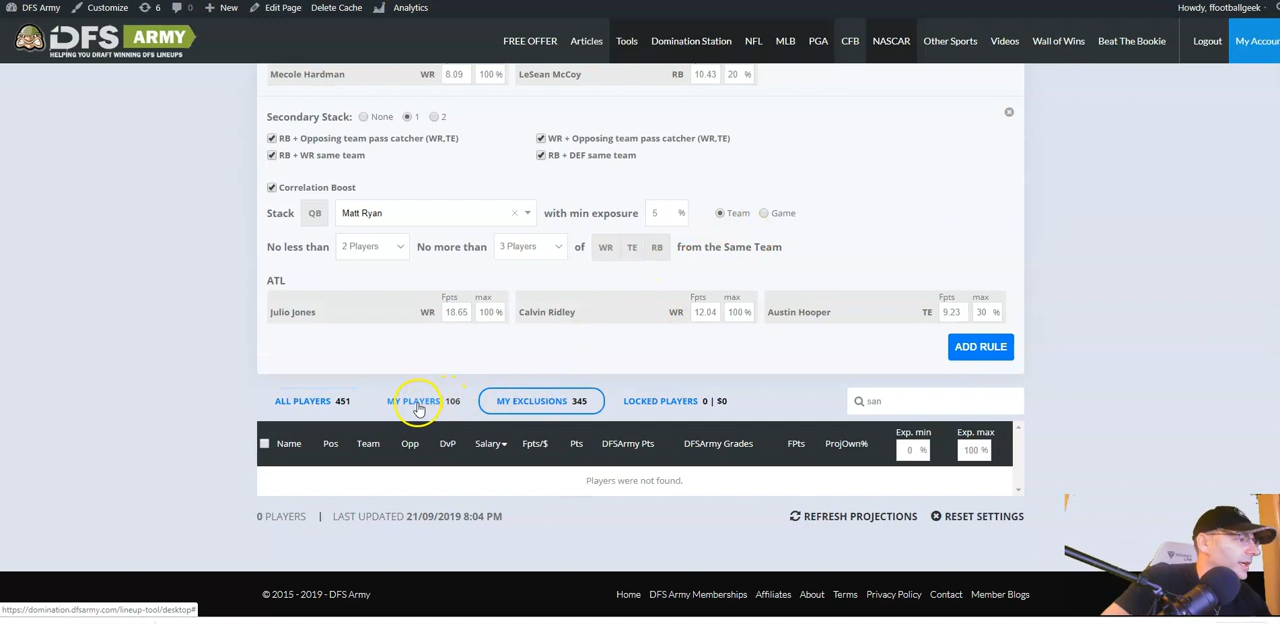 DFS Army Customize 6 0 New Edit Page Delete Cache Analytics Howdy, ffootballgeek
DFS ARMY
HELPING YOU DRAFT WINNING DFS LINEUPS
FREE OFFER Articles Tools Domination Station NFL MLB PGA CFB NASCAR Other Sports Videos Wall of Wins Beat The Bookie Logout My Accoun
Mecole Hardman WR 8.09 100 % LeSean McCoy RB 10.43 20 %
Secondary Stack: None 1 2
RB + Opposing team pass catcher (WR,TE) WR + Opposing team pass catcher (WR,TE)
RB + WR same team RB + DEF same team
Correlation Boost
Stack QB Matt Ryan × with min exposure 5 % Team Game
No less than 2 Players No more than 3 Players of WR TE RB from the Same Team
ATL
Fpts max Fpts max Fpts max
Julio Jones WR 18.65 100 % Calvin Ridley WR 12.04 100 % Austin Hooper TE 9.23 30 %
ADD RULE
ALL PLAYERS 451 MY PLAYERS 106 MY EXCLUSIONS 345 LOCKED PLAYERS 0 | $0 san
Name Pos Team Opp DvP Salary Fpts/$ Pts DFSArmy Pts DFSArmy Grades FPts ProjOwn% Exp. min 0 % Exp. max 100 %
Players were not found.
0 PLAYERS | LAST UPDATED 21/09/2019 8:04 PM REFRESH PROJECTIONS RESET SETTINGS
© 2015 - 2019 - DFS Army Home DFS Army Memberships Affiliates About Terms Privacy Policy Contact Member Blogs
https://domination.dfsarmy.com/lineup-tool/desktop#